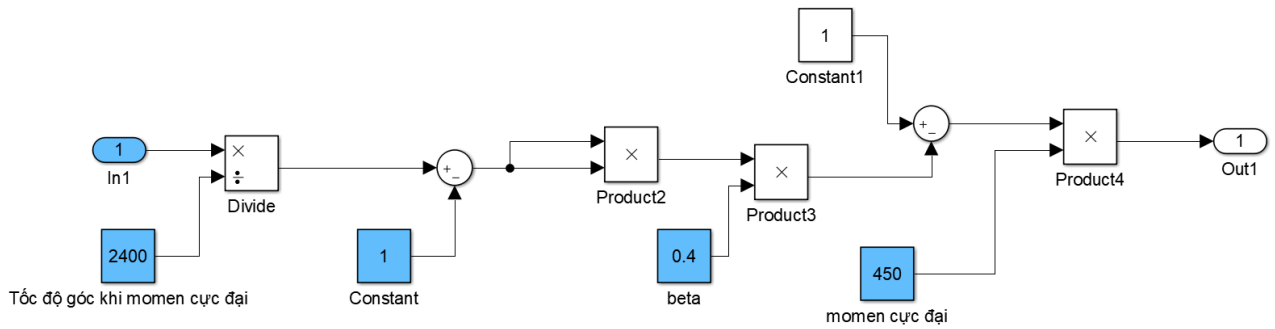 1
Constant1
+
−
1
In1
×
÷
Divide
+
−
×
Product2
×
Product3
×
Product4
1
Out1
2400
Tốc độ góc khi momen cực đại
1
Constant
0.4
beta
450
momen cực đại